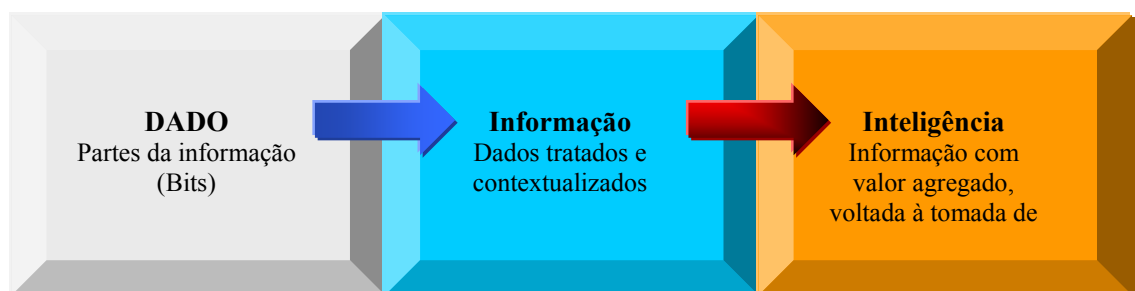 DADO
Partes da informação
(Bits)
Informação
Dados tratados e
contextualizados
Inteligência
Informação com
valor agregado,
voltada à tomada de